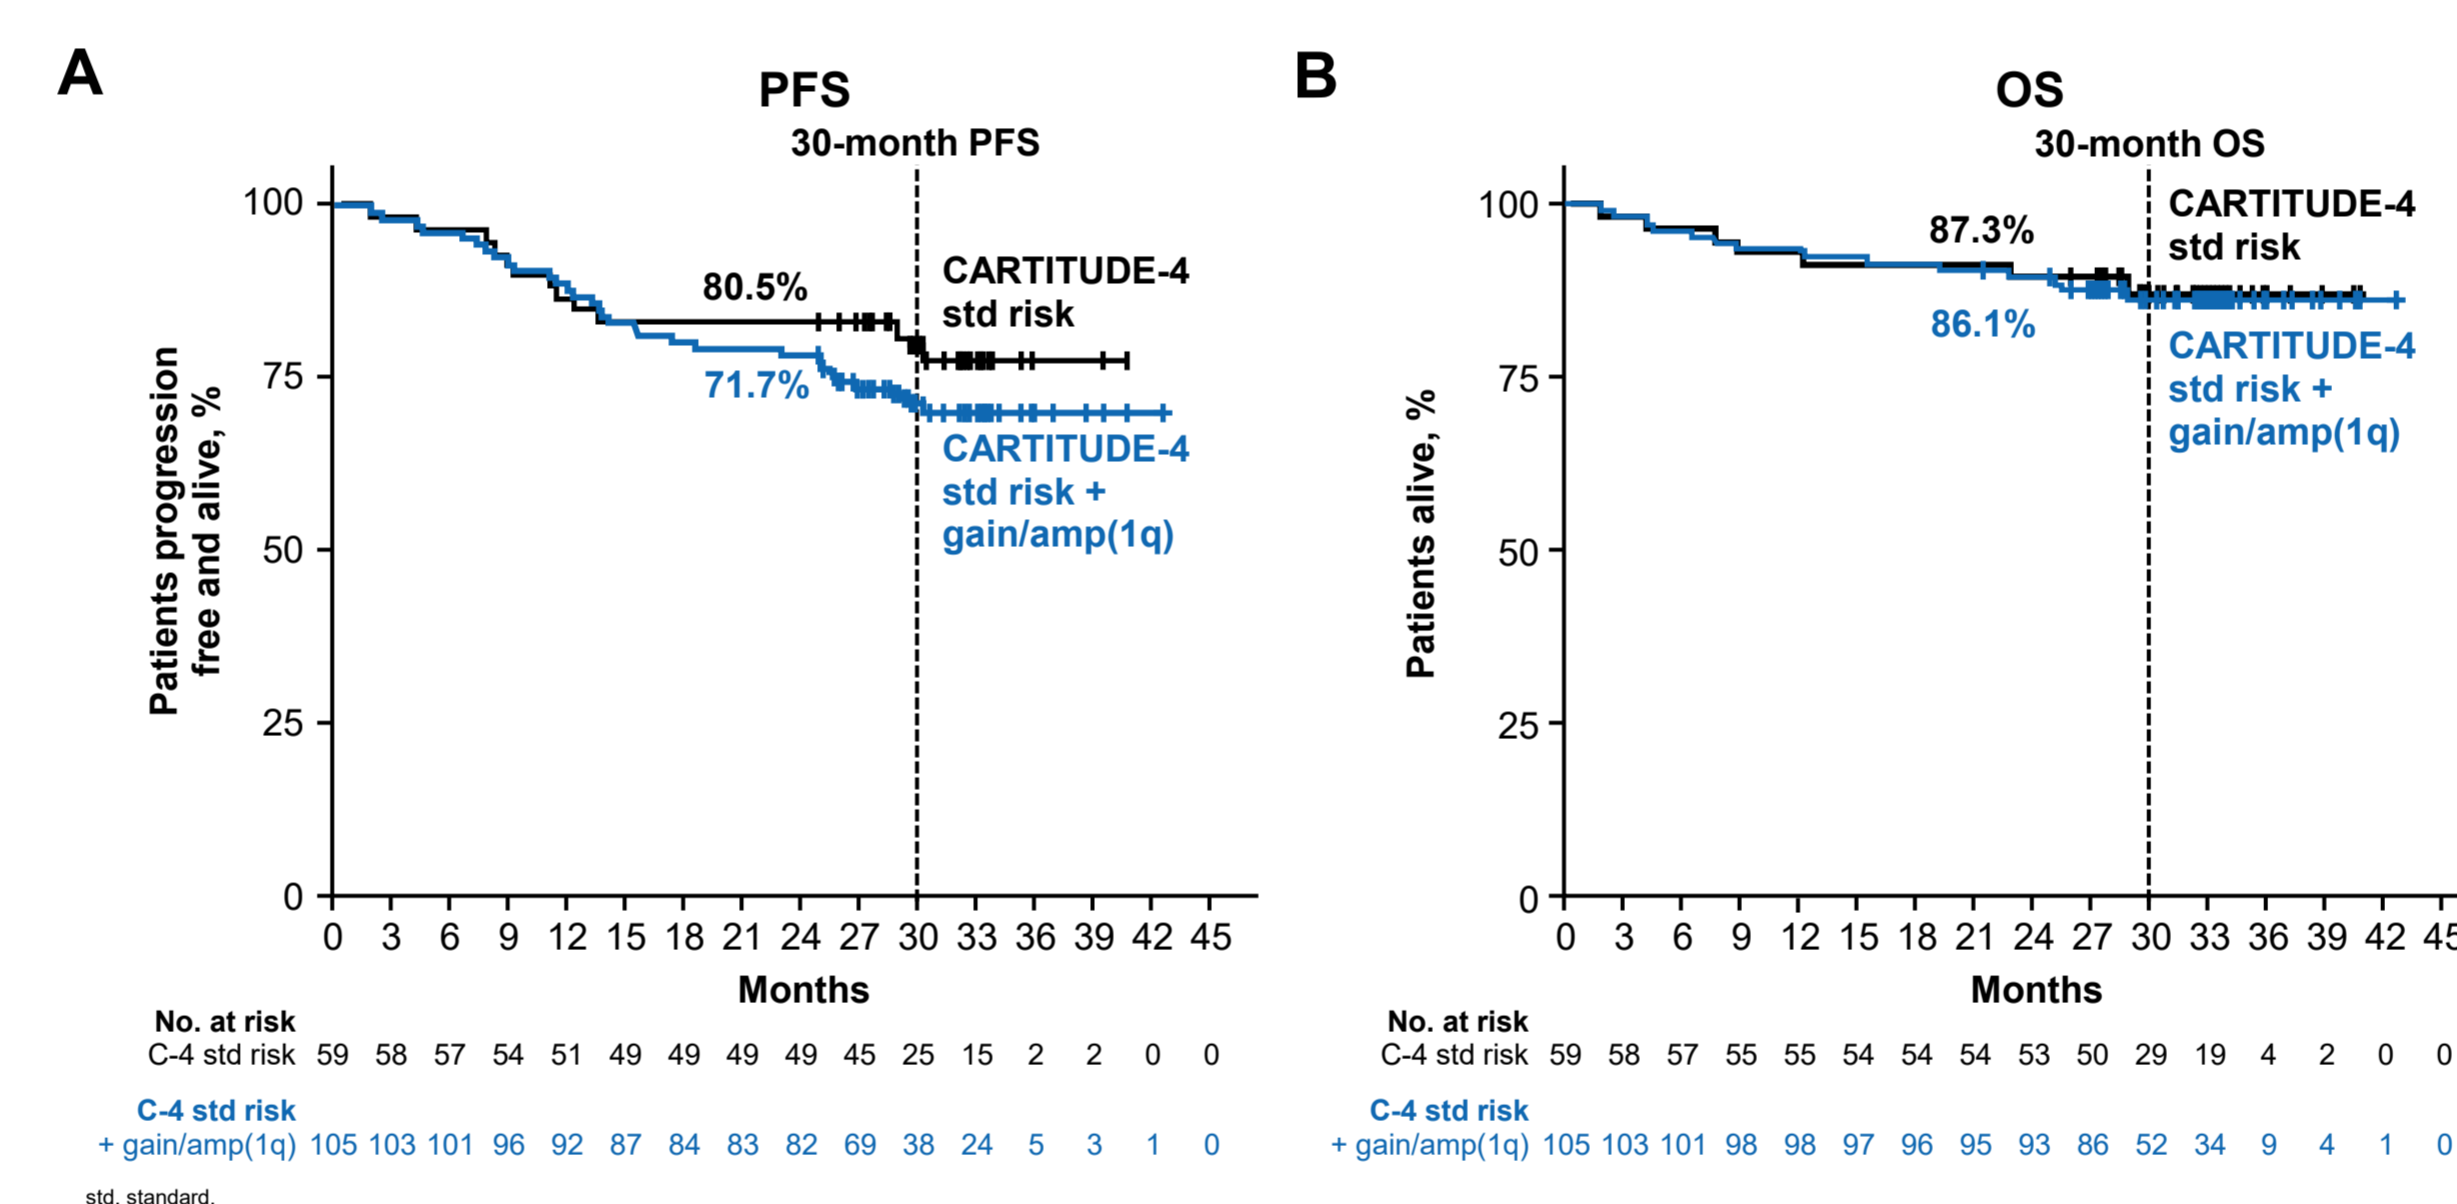 A
PFS
30-month PFS
Patients progression
free and alive, %
100
75
50
25
0
80.5%
71.7%
CARTITUDE-4
std risk
CARTITUDE-4
std risk +
gain/amp(1q)
0 3 6 9 12 15 18 21 24 27 30 33 36 39 42 45
Months
No. at risk
C-4 std risk 59 58 57 54 51 49 49 49 49 45 25 15 2 2 0 0
C-4 std risk
+ gain/amp(1q) 105 103 101 96 92 87 84 83 82 69 38 24 5 3 1 0
B
OS
30-month OS
Patients alive, %
100
75
50
25
0
87.3%
86.1%
CARTITUDE-4
std risk
CARTITUDE-4
std risk +
gain/amp(1q)
0 3 6 9 12 15 18 21 24 27 30 33 36 39 42 45
Months
No. at risk
C-4 std risk 59 58 57 55 55 54 54 54 53 50 29 19 4 2 0 0
C-4 std risk
+ gain/amp(1q) 105 103 101 98 98 97 96 95 93 86 52 34 9 4 1 0
std, standard.